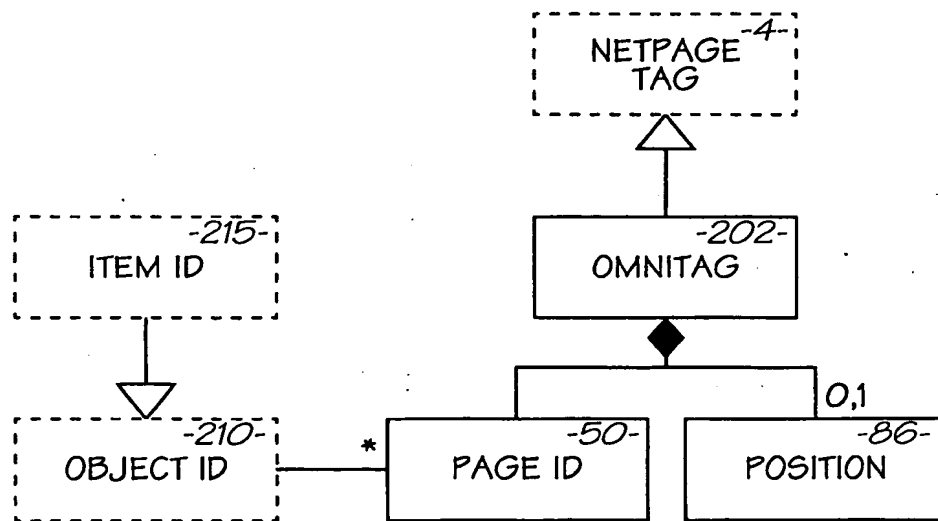 -4-
NETPAGE
TAG
-215-
ITEM ID
-202-
OMNITAG
0,1
-210-
OBJECT ID
*
-50-
PAGE ID
-86-
POSITION